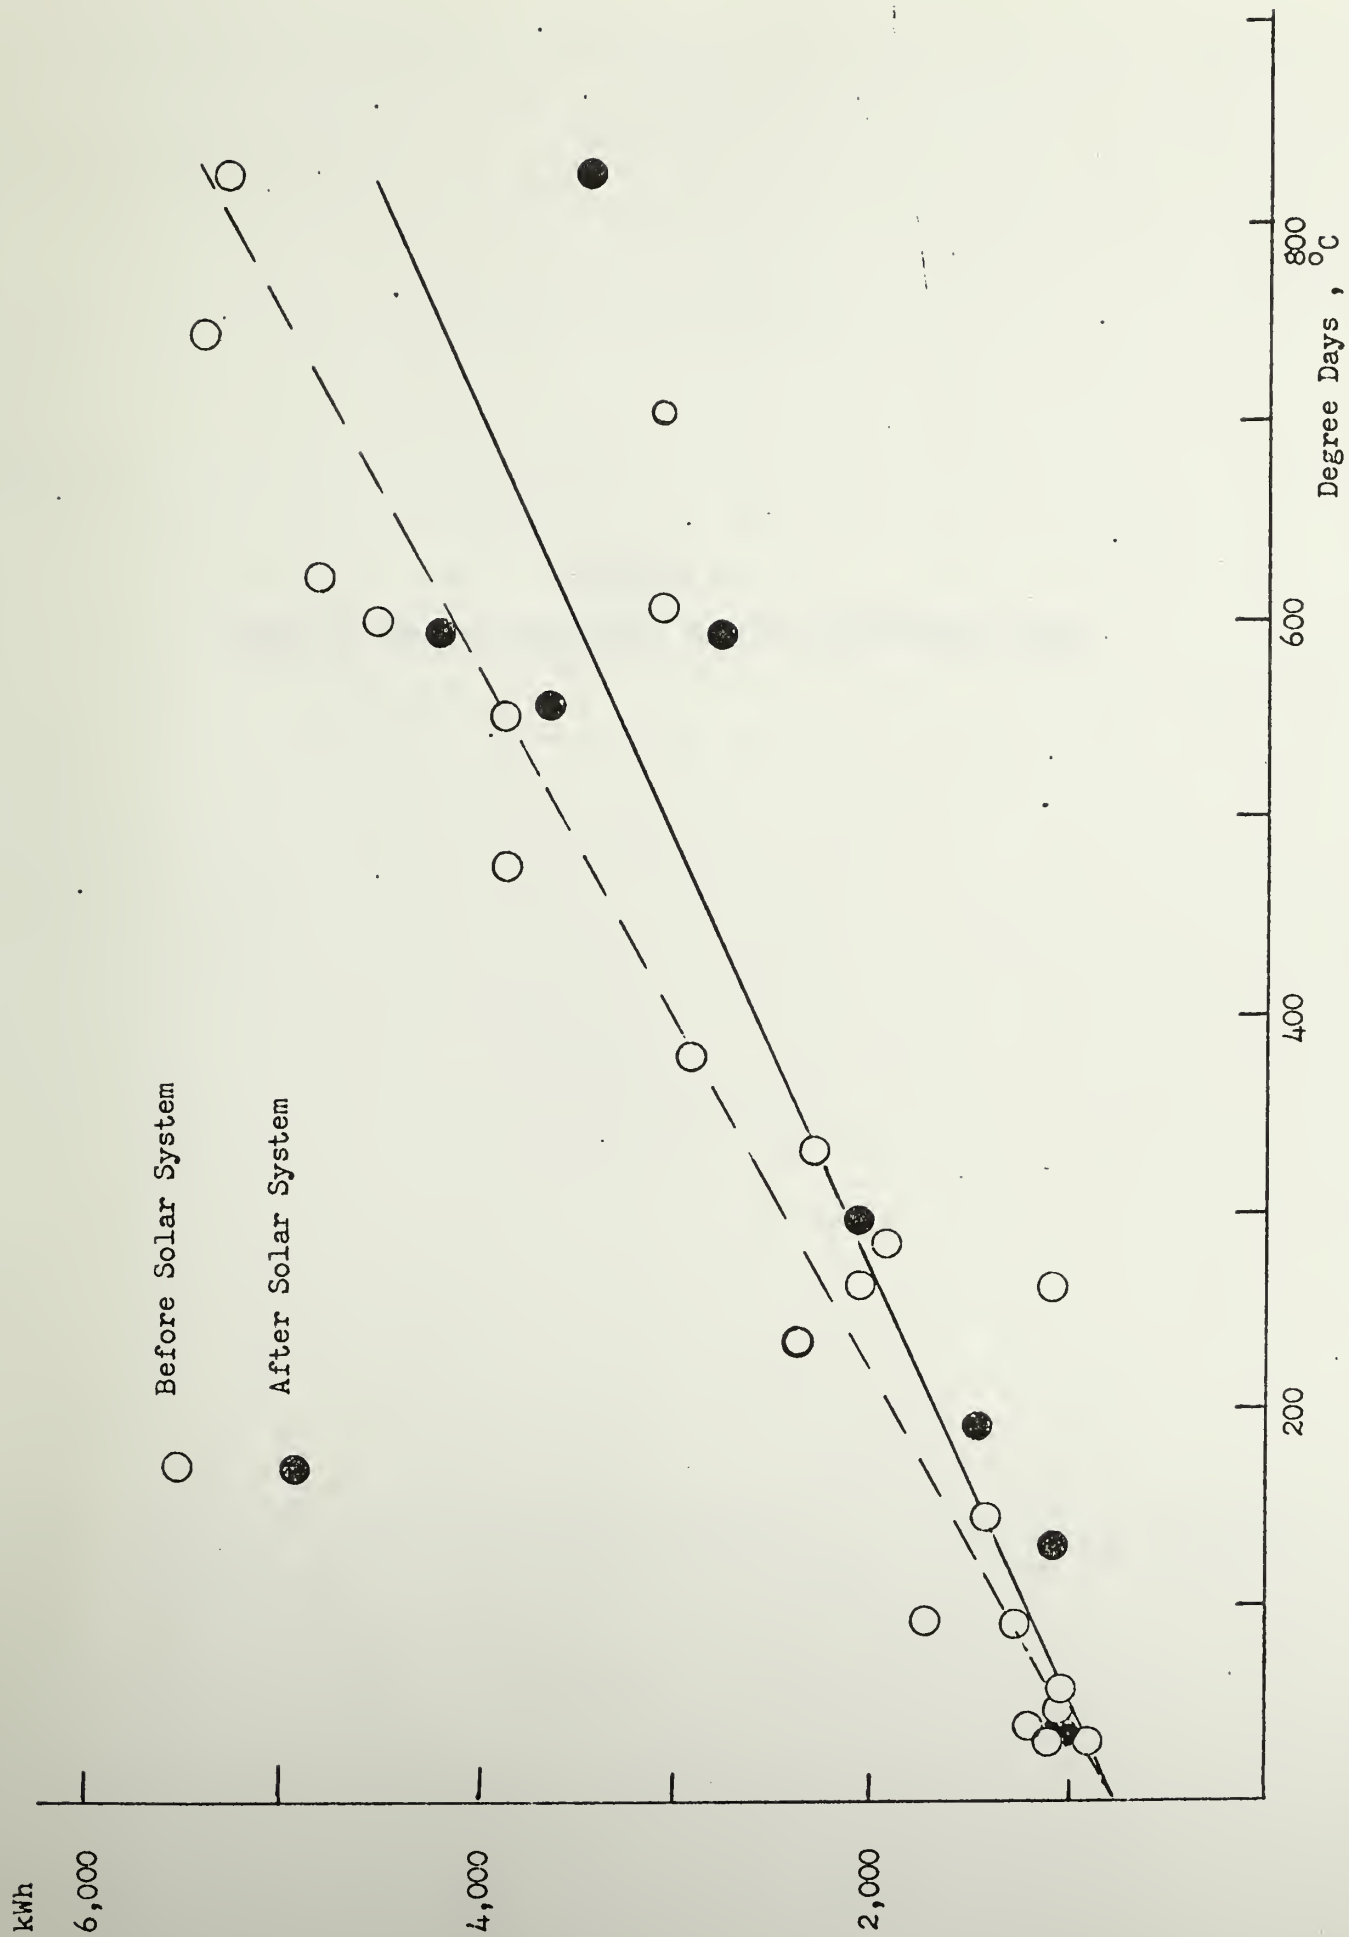 kWh
6,000
4,000
2,000
Before Solar System
After Solar System
200
400
600
800
Degree Days , °C